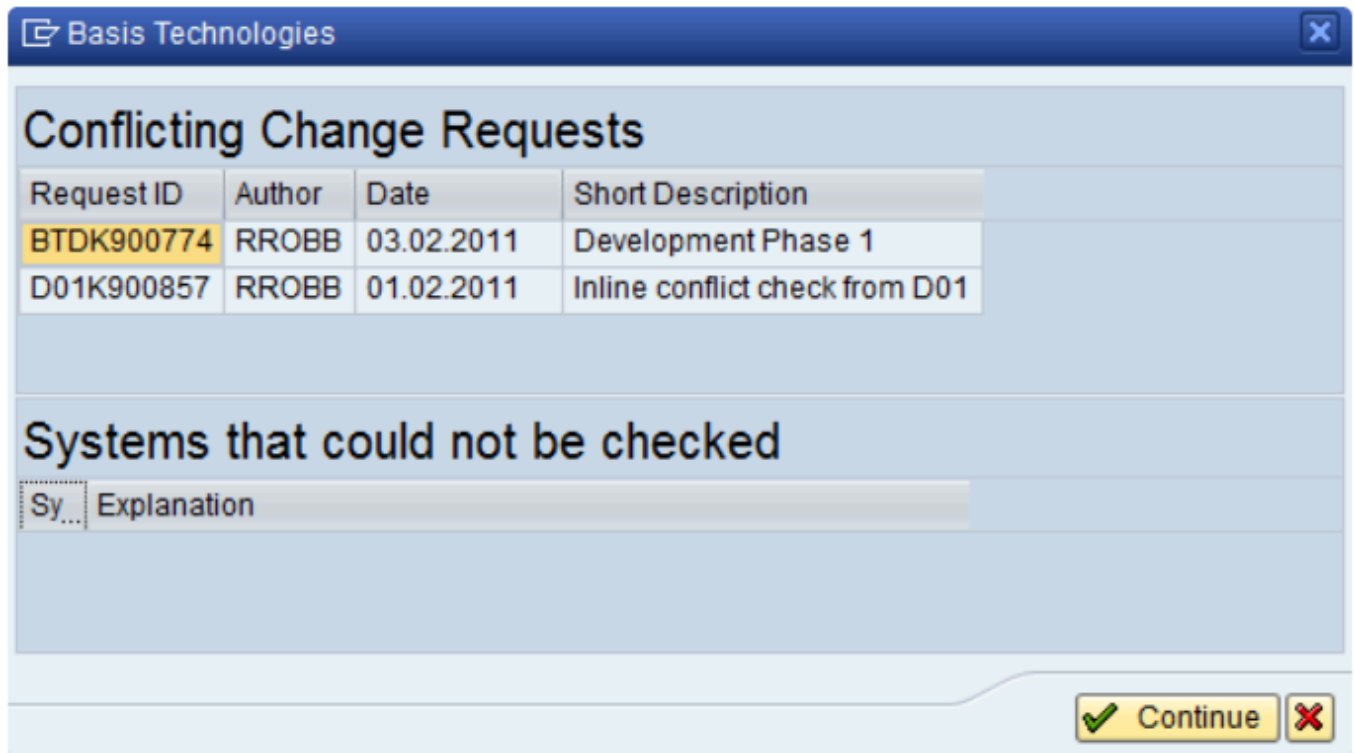 Basis Technologies
Conflicting Change Requests
Request ID Author Date Short Description
BTDK900774 RROBB 03.02.2011 Development Phase 1
D01K900857 RROBB 01.02.2011 Inline conflict check from D01
Systems that could not be checked
Sy... Explanation
Continue